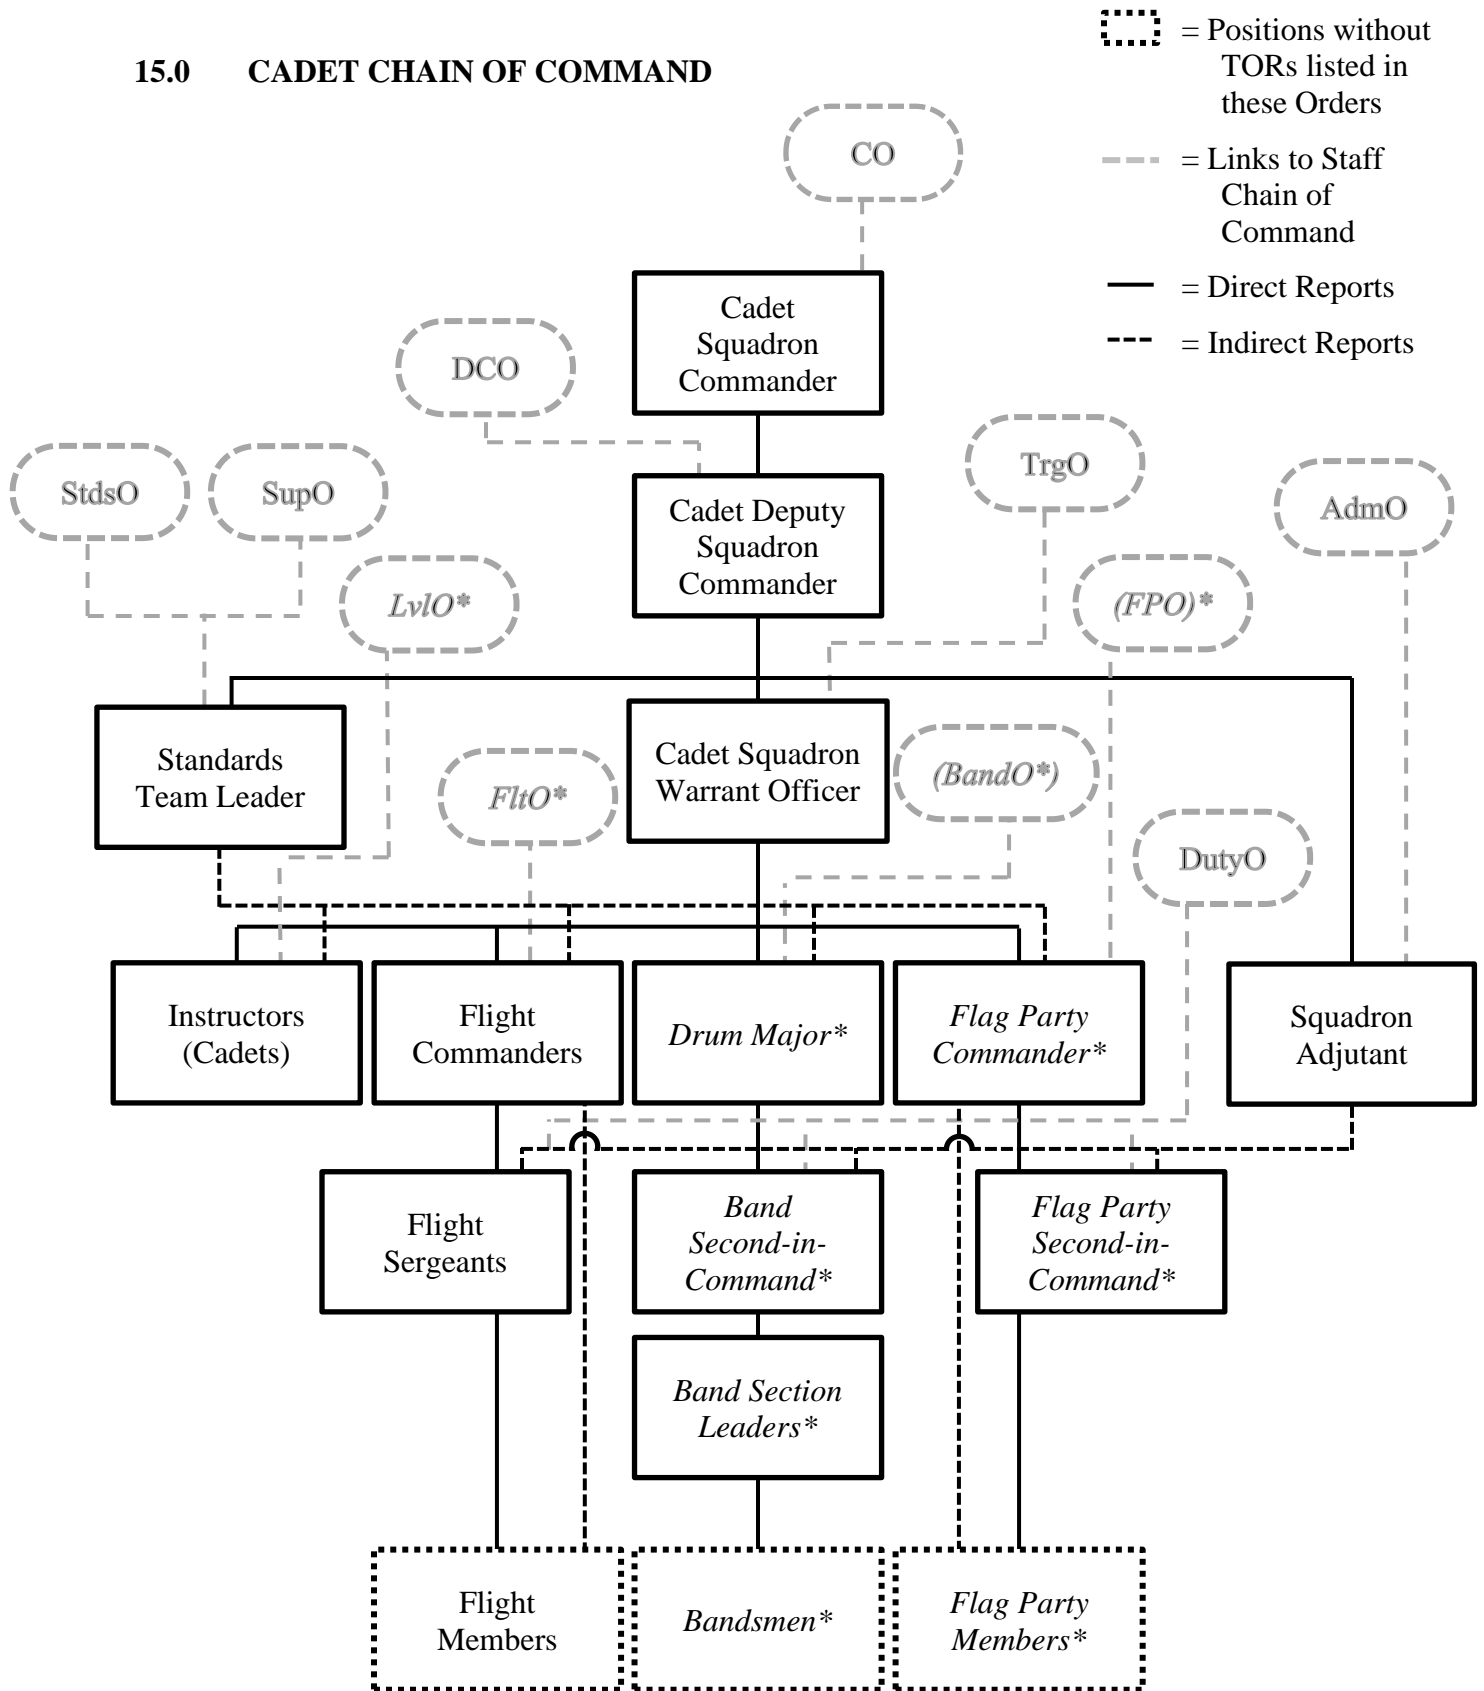 = Positions without
TORs listed in
these Orders
15.0 CADET CHAIN OF COMMAND
CO
= Links to Staff
Chain of
Command
= Direct Reports
= Indirect Reports
Cadet
Squadron
Commander
DCO
StdsO
SupO
TrgO
AdmO
Cadet Deputy
Squadron
Commander
LvlO*
(FPO)*
Standards
Team Leader
Cadet Squadron
Warrant Officer
FltO*
(BandO*)
DutyO
Instructors
(Cadets)
Flight
Commanders
Drum Major*
Flag Party
Commander*
Squadron
Adjutant
Flight
Sergeants
Band
Second-in-
Command*
Flag Party
Second-in-
Command*
Band Section
Leaders*
Flight
Members
Bandsmen*
Flag Party
Members*